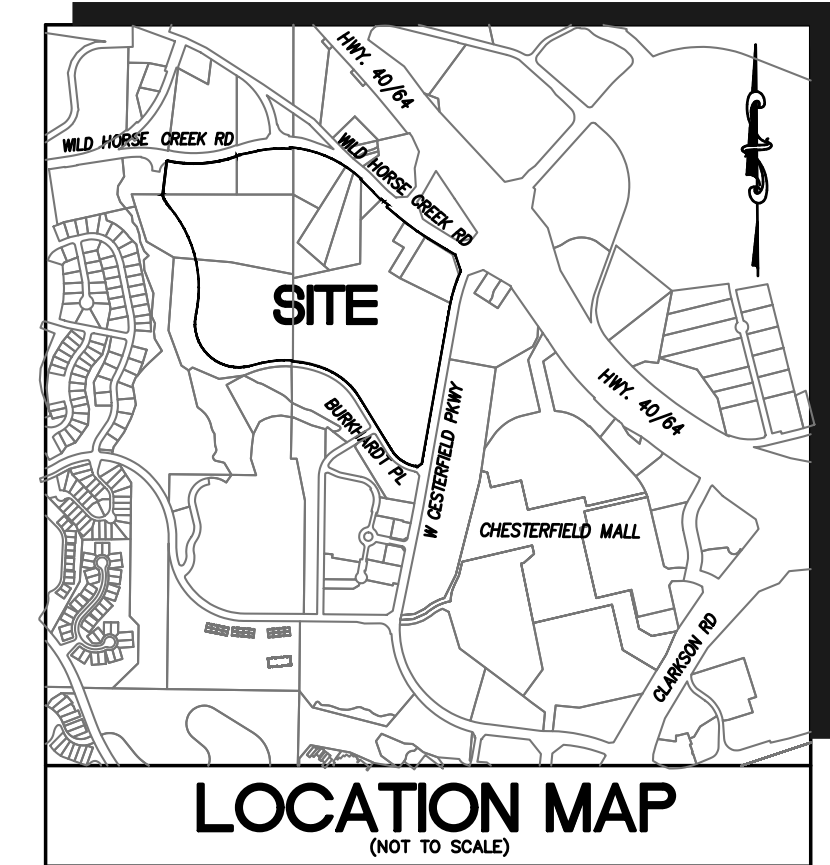 HWY. 40/64
WILD HORSE CREEK RD
WILD HORSE CREEK RD
SITE
HWY. 40/64
BURKHARDT PL
W CESTERFIELD PKWY
CHESTERFIELD MALL
CLARKSON RD
LOCATION MAP
(NOT TO SCALE)